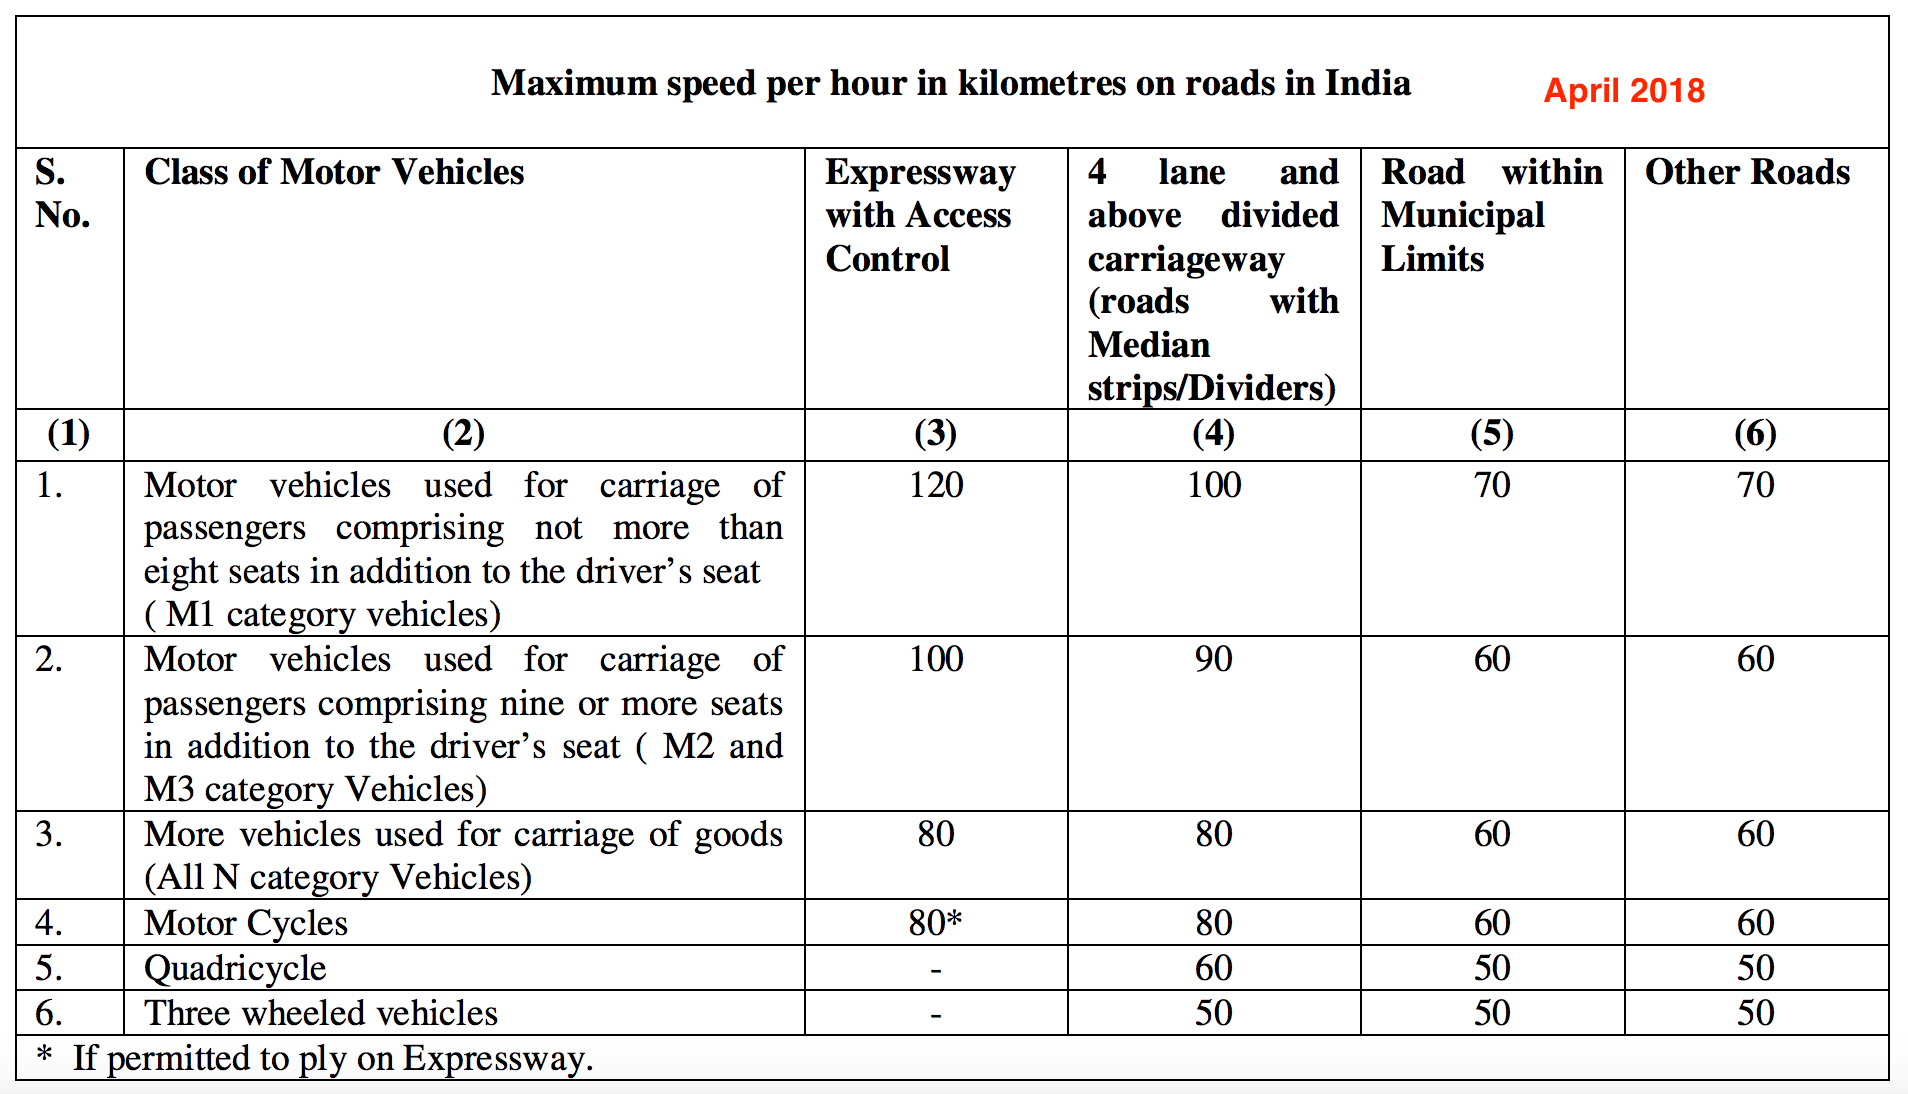 Maximum speed per hour in kilometres on roads in India April 2018
S. No. Class of Motor Vehicles Expressway with Access Control 4 lane and above divided carriageway (roads with Median strips/Dividers) Road within Municipal Limits Other Roads
(1) (2) (3) (4) (5) (6)
1. Motor vehicles used for carriage of passengers comprising not more than eight seats in addition to the driver’s seat ( M1 category vehicles) 120 100 70 70
2. Motor vehicles used for carriage of passengers comprising nine or more seats in addition to the driver’s seat ( M2 and M3 category Vehicles) 100 90 60 60
3. More vehicles used for carriage of goods (All N category Vehicles) 80 80 60 60
4. Motor Cycles 80* 80 60 60
5. Quadricycle - 60 50 50
6. Three wheeled vehicles - 50 50 50
* If permitted to ply on Expressway.